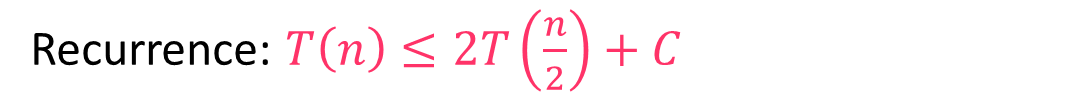 Recurrence: T(n) ≤ 2T(n/2) + C